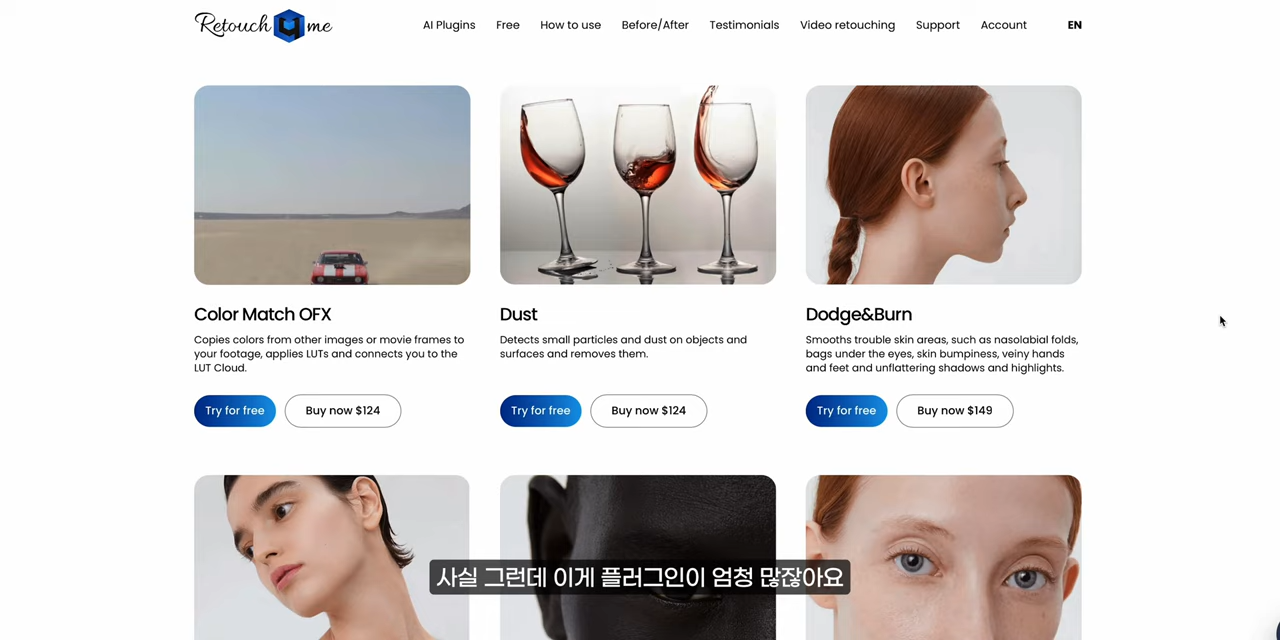 Retouch4me
AI Plugins
Free
How to use
Before/After
Testimonials
Video retouching
Support
Account
EN
Color Match OFX
Copies colors from other images or movie frames to
your footage, applies LUTs and connects you to the
LUT Cloud.
Try for free
Buy now $124
Dust
Detects small particles and dust on objects and
surfaces and removes them.
Try for free
Buy now $124
Dodge&Burn
Smooths trouble skin areas, such as nasolabial folds,
bags under the eyes, skin bumpiness, veiny hands
and feet and unflattering shadows and highlights.
Try for free
Buy now $149
사실 그런데 이게 플러그인이 엄청 많잖아요